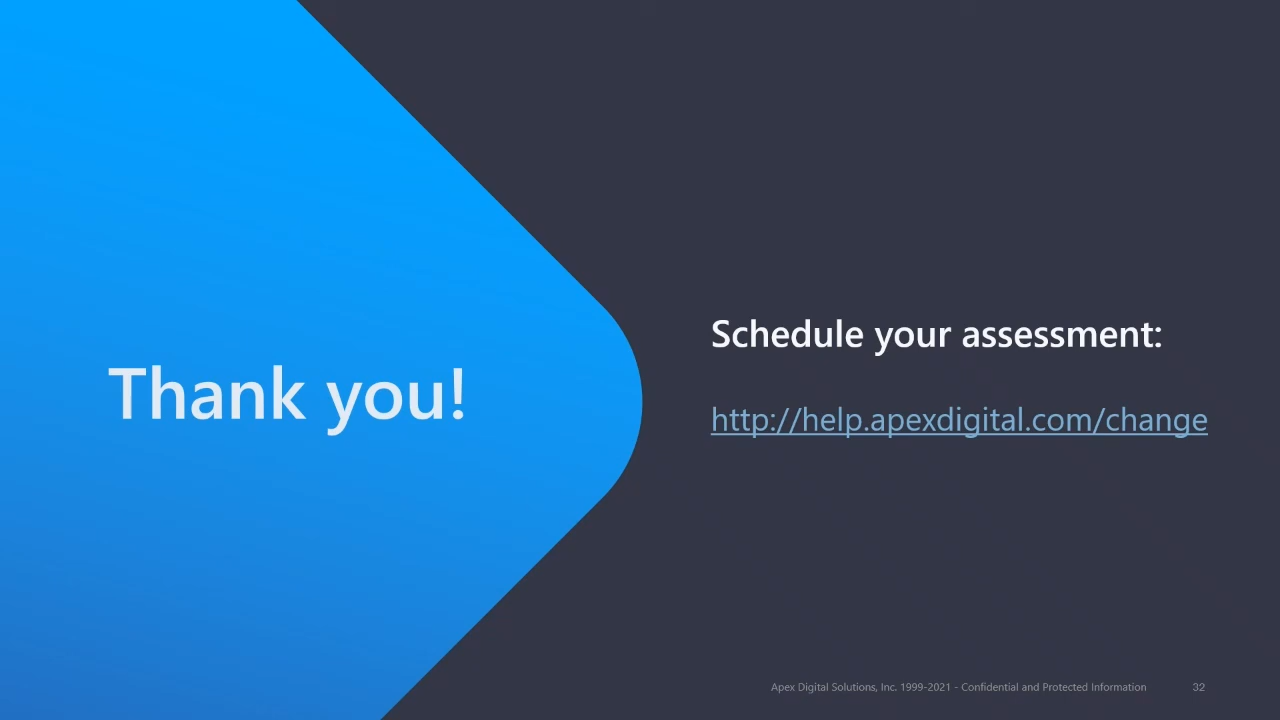 Thank you!
Schedule your assessment:
http://help.apexdigital.com/change
Apex Digital Solutions, Inc. 1999-2021 - Confidential and Protected Information
32